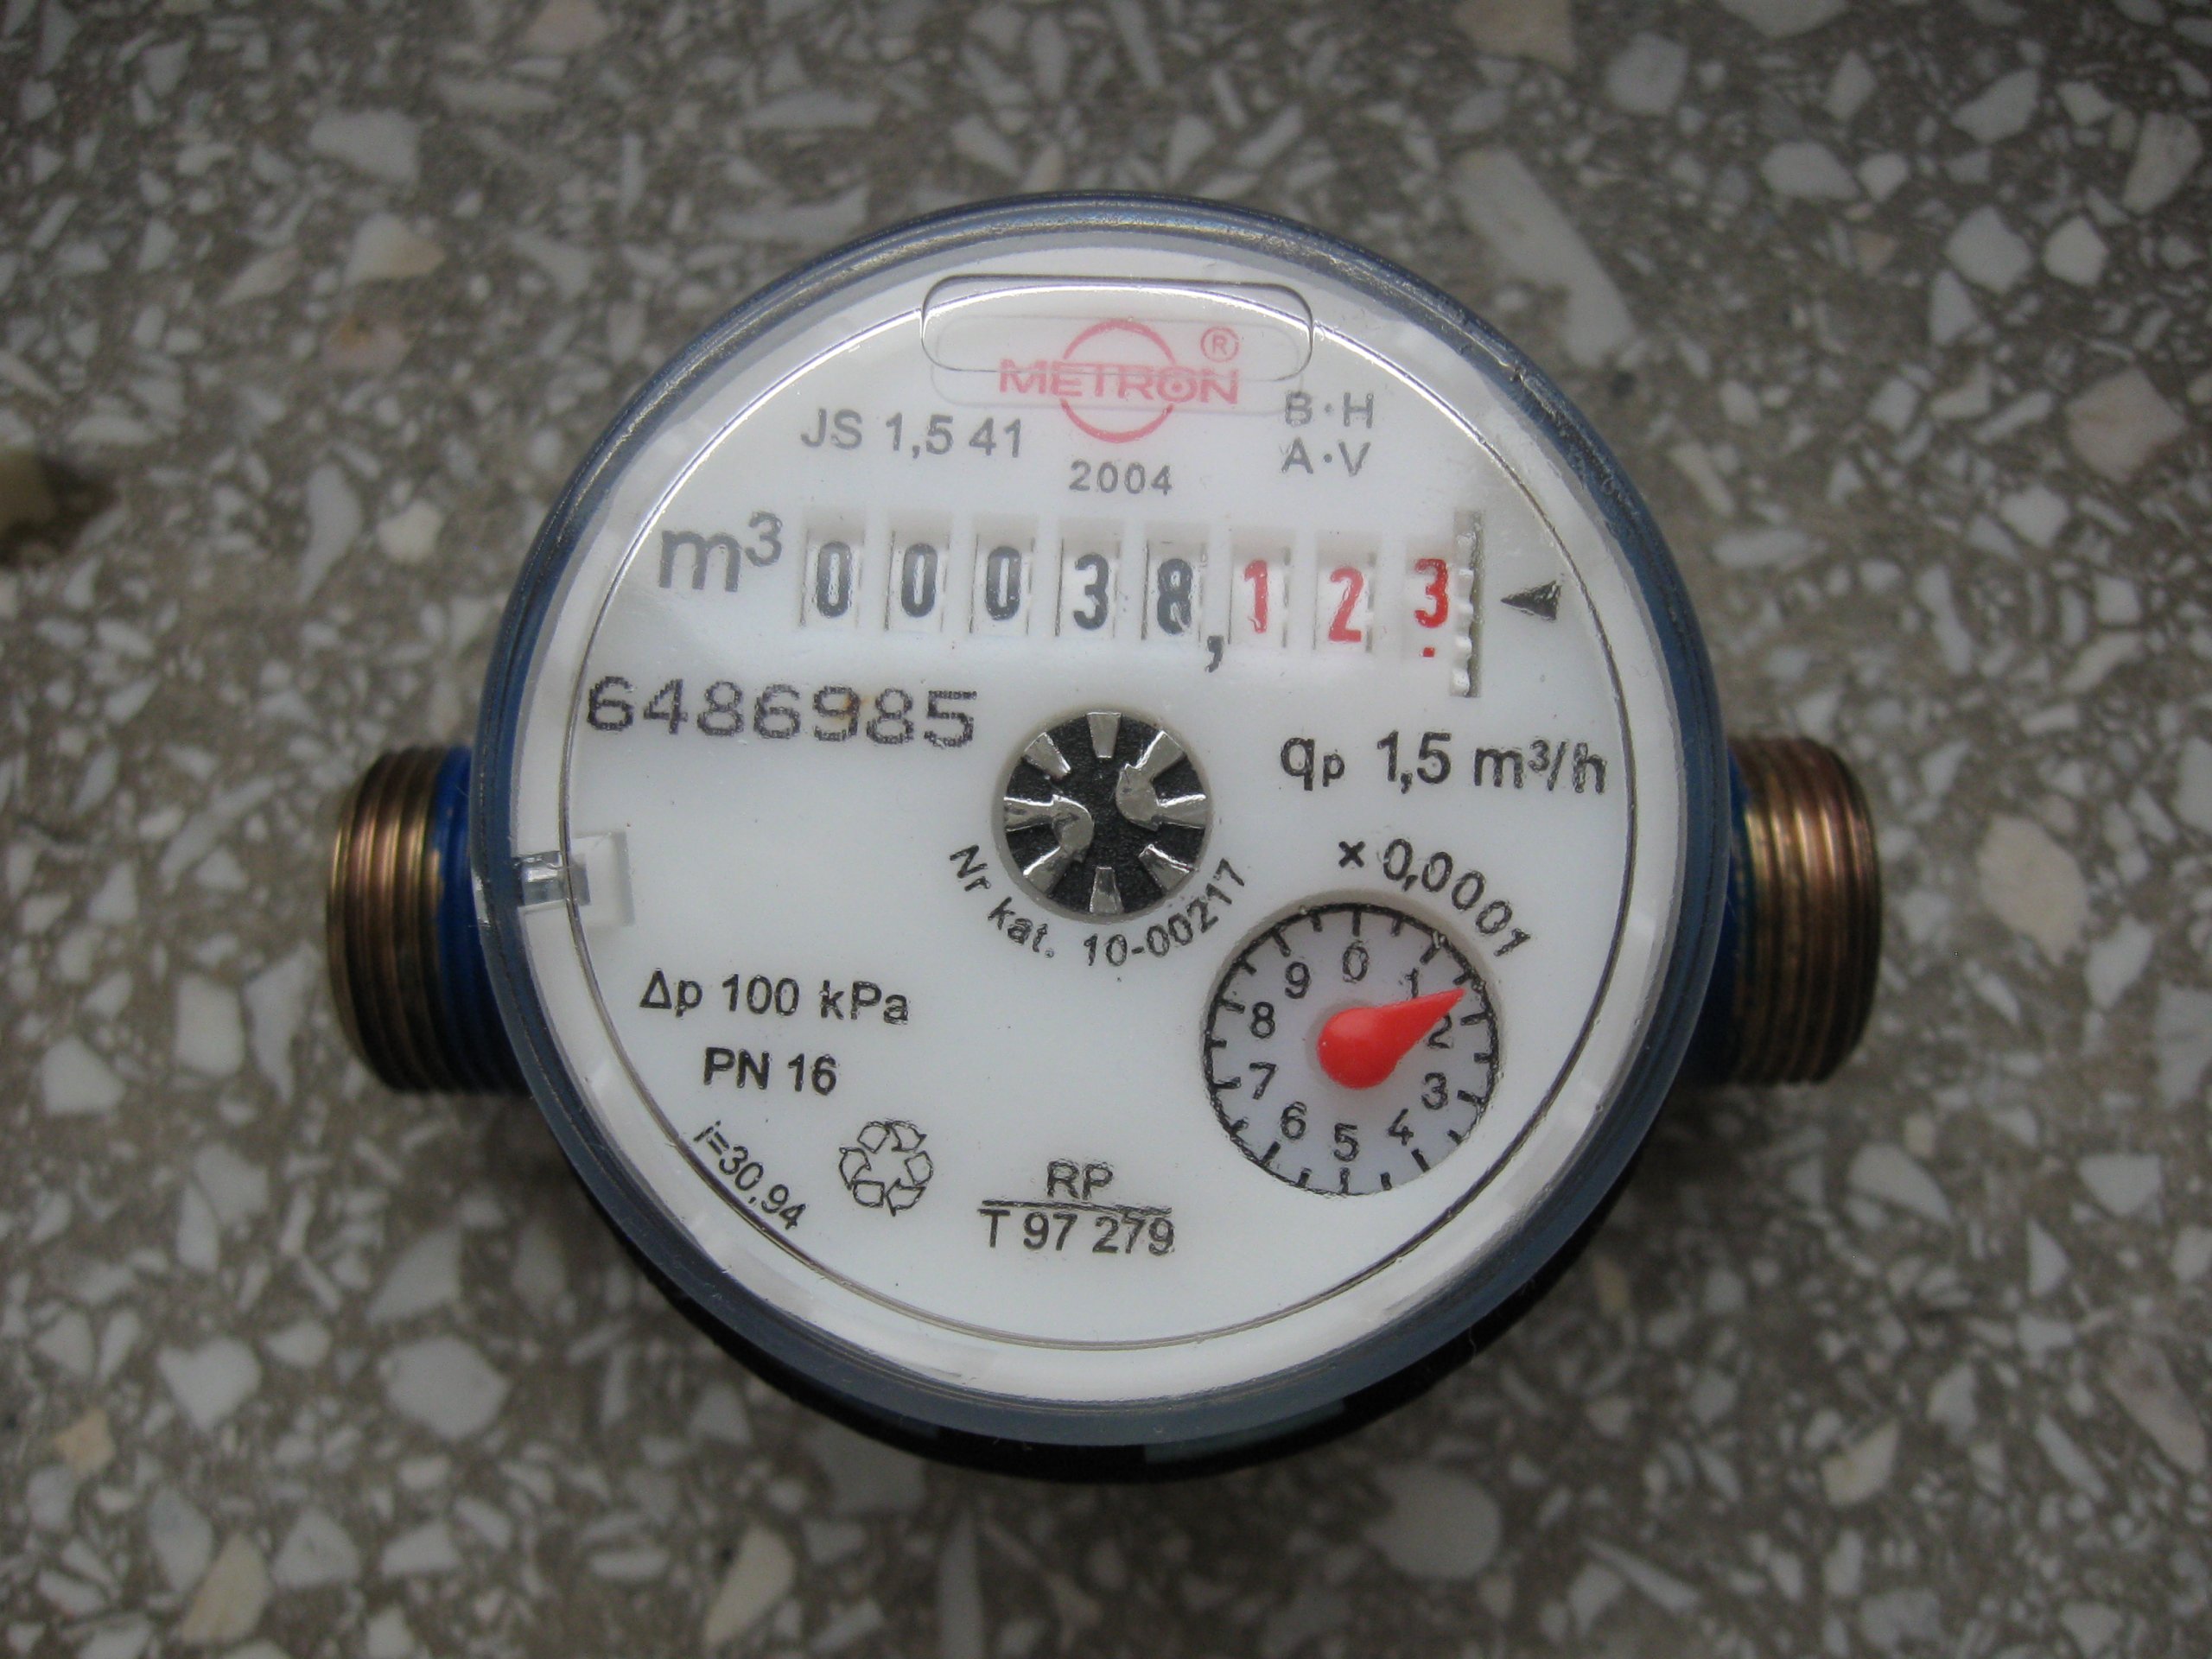 METRON ®
JS 1,5 41
B·H
A·V
2004
m³ 00038,123
6486985
qp 1,5 m³/h
Nr kat. 10-00217
×0,0001
0 1 2 3 4 5 6 7 8 9
Δp 100 kPa
PN 16
i=30,94
RP
T 97 279